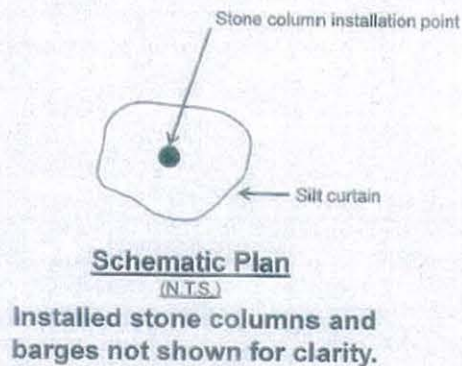 Stone column installation point
Silt curtain
Schematic Plan
(N.T.S.)
Installed stone columns and
barges not shown for clarity.